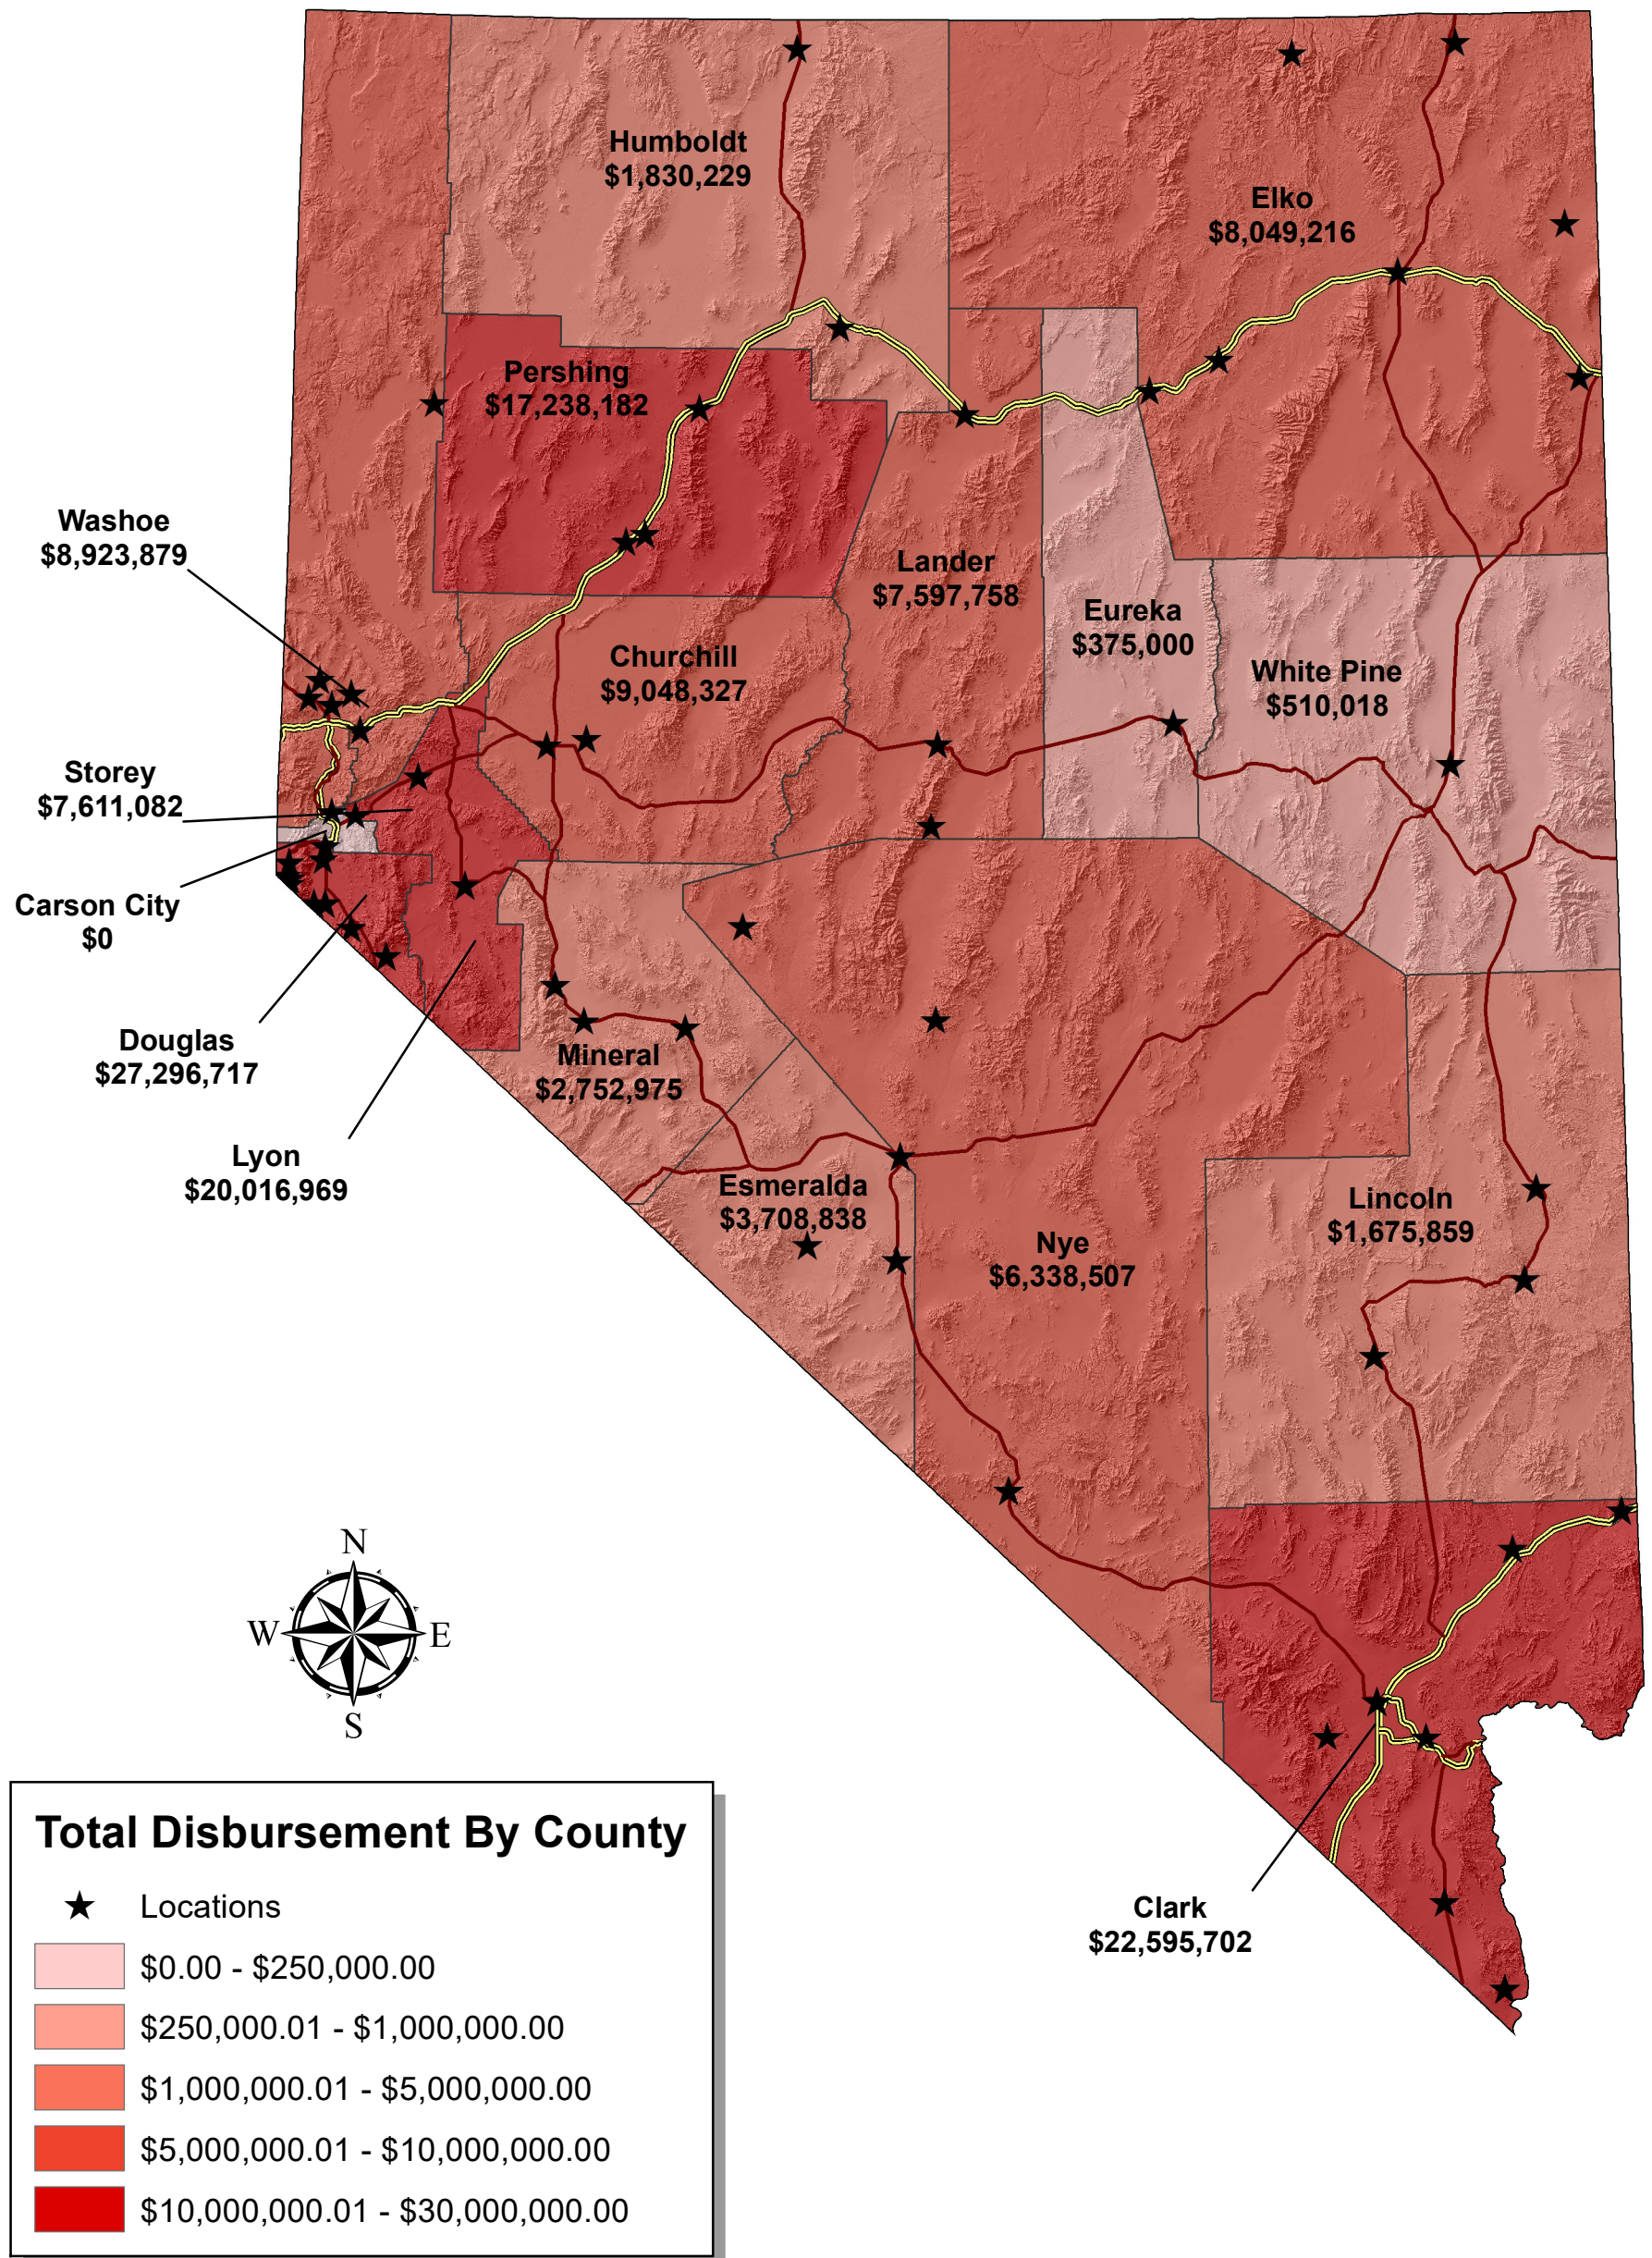 Humboldt
$1,830,229
Elko
$8,049,216
Pershing
$17,238,182
Washoe
$8,923,879
Lander
$7,597,758
Eureka
$375,000
Churchill
$9,048,327
White Pine
$510,018
Storey
$7,611,082
Carson City
$0
Douglas
$27,296,717
Mineral
$2,752,975
Lyon
$20,016,969
Esmeralda
$3,708,838
Lincoln
$1,675,859
Nye
$6,338,507
N
W
E
S
Clark
$22,595,702
Total Disbursement By County
Locations
$0.00 - $250,000.00
$250,000.01 - $1,000,000.00
$1,000,000.01 - $5,000,000.00
$5,000,000.01 - $10,000,000.00
$10,000,000.01 - $30,000,000.00